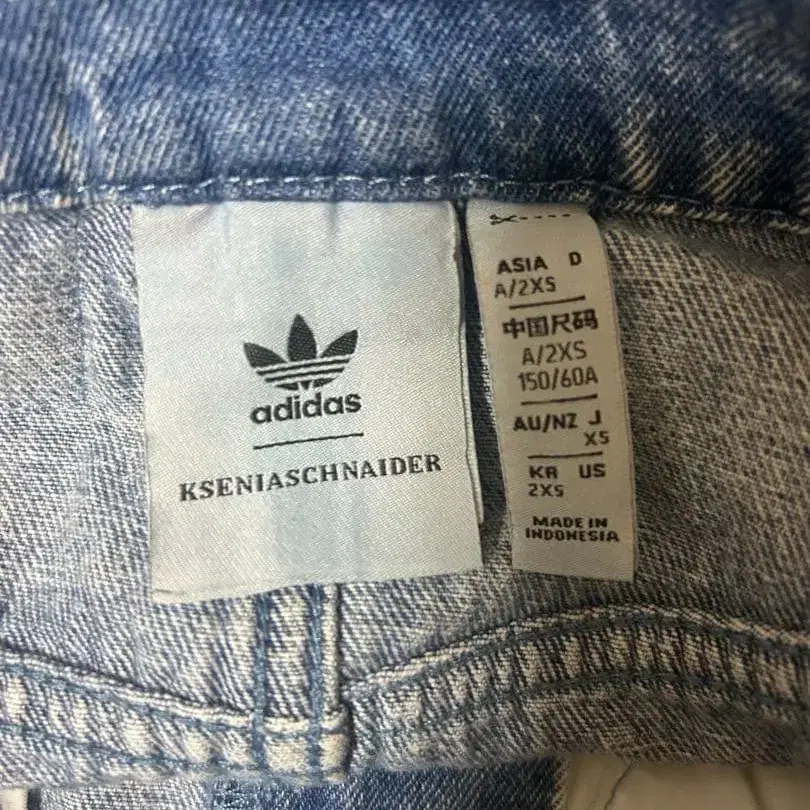 adidas
KSENIASCHNAIDER
ASIA D
A/2XS
中国尺码
A/2XS
150/60A
AU/NZ J
XS
KR US
2XS
MADE IN
INDONESIA